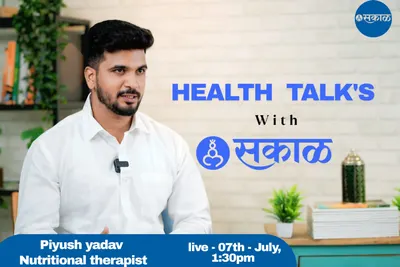 सकाळ
HEALTH TALK'S
With
सकाळ
Piyush yadav
Nutritional therapist
live - 07th - July,
1:30pm